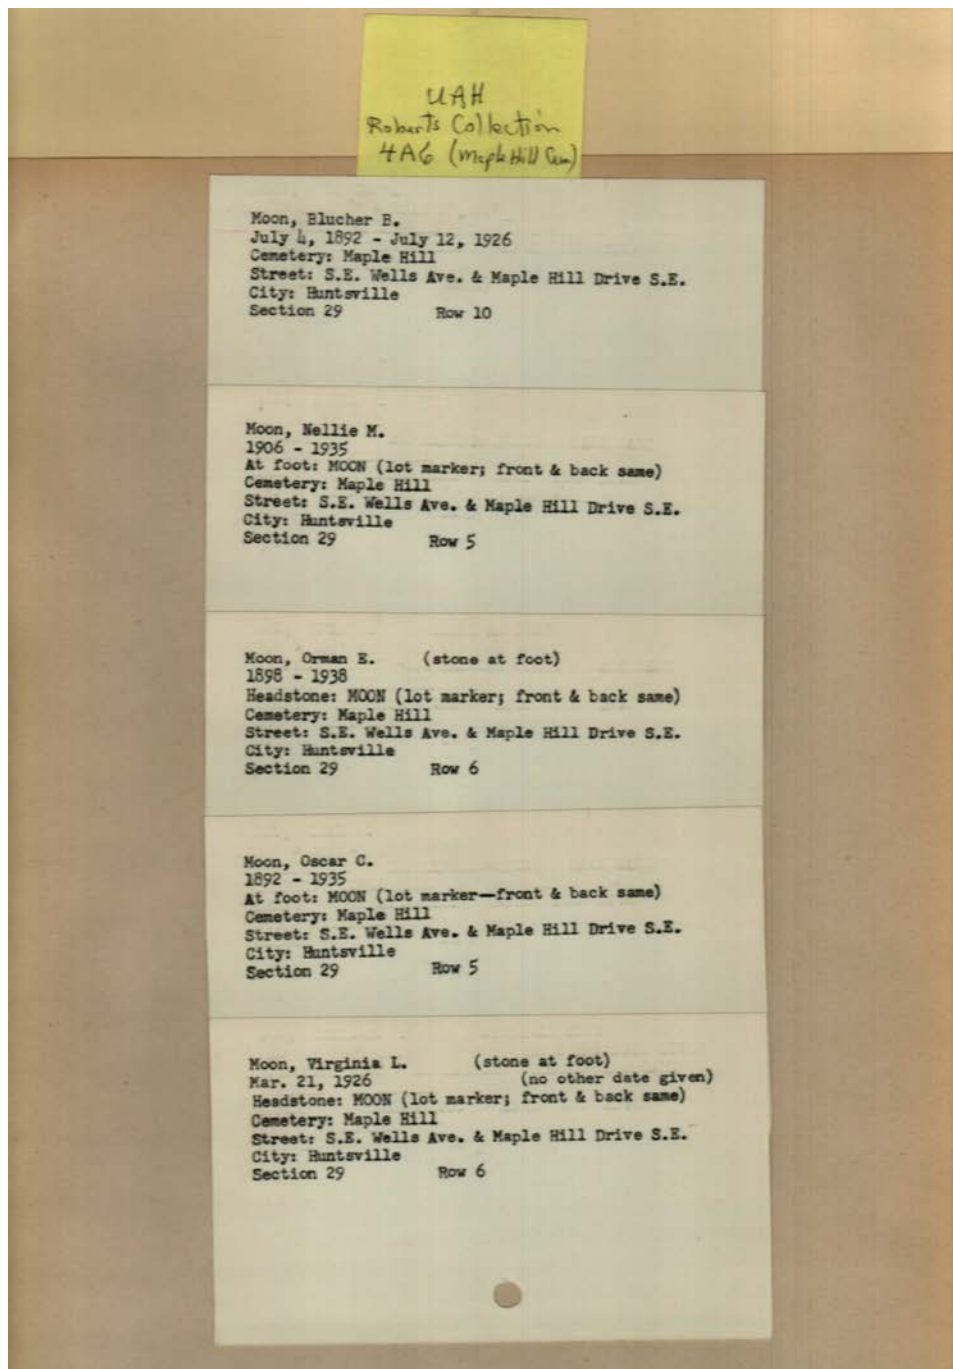 UAH
Roberts Collection
4A6 (Maple Hill Cem)
Moon, Blucher B.
July 4, 1892 - July 12, 1926
Cemetery: Maple Hill
Street: S.E. Wells Ave. & Maple Hill Drive S.E.
City: Huntsville
Section 29 Row 10
Moon, Nellie M.
1906 - 1935
At foot: MOON (lot marker; front & back same)
Cemetery: Maple Hill
Street: S.E. Wells Ave. & Maple Hill Drive S.E.
City: Huntsville
Section 29 Row 5
Moon, Orman E. (stone at foot)
1898 - 1938
Headstone: MOON (lot marker; front & back same)
Cemetery: Maple Hill
Street: S.E. Wells Ave. & Maple Hill Drive S.E.
City: Huntsville
Section 29 Row 6
Moon, Oscar C.
1892 - 1935
At foot: MOON (lot marker—front & back same)
Cemetery: Maple Hill
Street: S.E. Wells Ave. & Maple Hill Drive S.E.
City: Huntsville
Section 29 Row 5
Moon, Virginia L. (stone at foot)
Mar. 21, 1926 (no other date given)
Headstone: MOON (lot marker; front & back same)
Cemetery: Maple Hill
Street: S.E. Wells Ave. & Maple Hill Drive S.E.
City: Huntsville
Section 29 Row 6